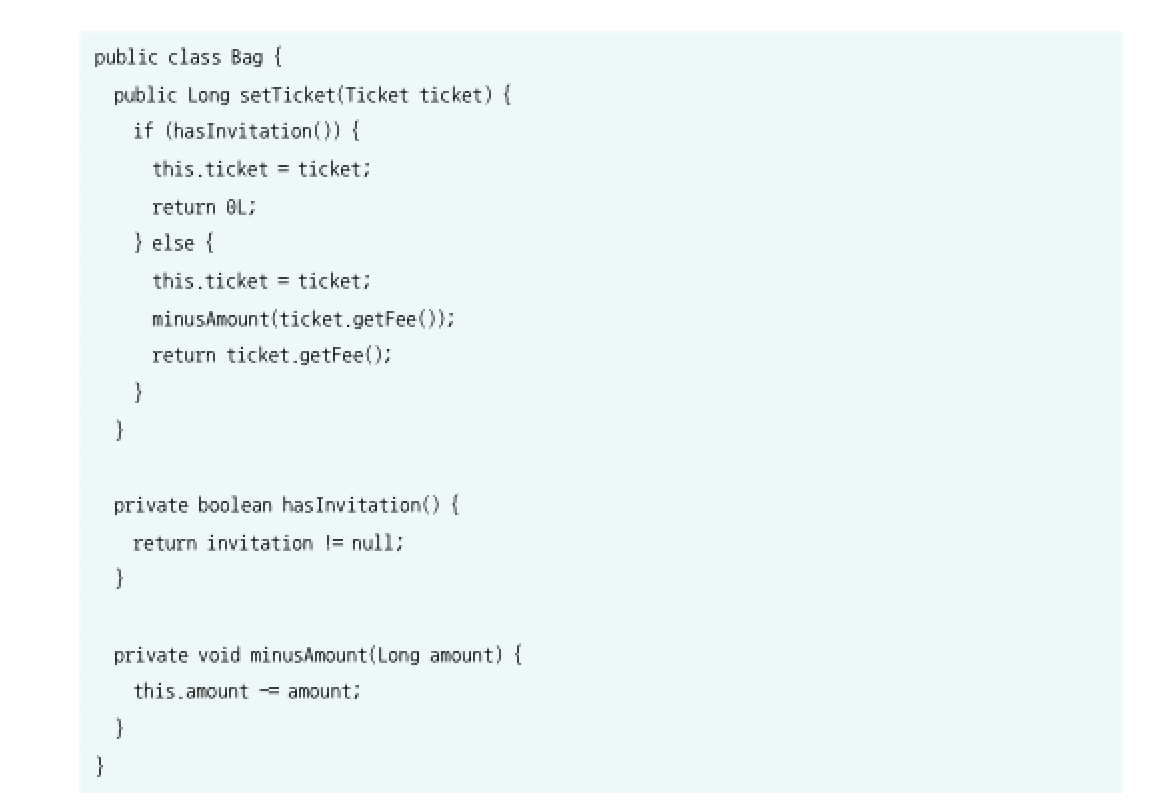 public class Bag {
  public Long setTicket(Ticket ticket) {
    if (hasInvitation()) {
      this.ticket = ticket;
      return 0L;
    } else {
      this.ticket = ticket;
      minusAmount(ticket.getFee());
      return ticket.getFee();
    }
  }

  private boolean hasInvitation() {
    return invitation != null;
  }

  private void minusAmount(Long amount) {
    this.amount -= amount;
  }
}